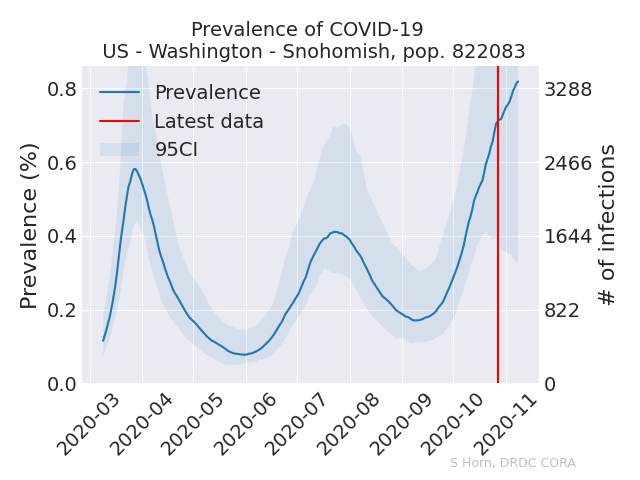 Prevalence of COVID-19
US - Washington - Snohomish, pop. 822083
Prevalence
Latest data
95CI
Prevalence (%)
0.8
0.6
0.4
0.2
0.0
3288
2466
1644
822
0
# of infections
2020-03
2020-04
2020-05
2020-06
2020-07
2020-08
2020-09
2020-10
2020-11
S Horn, DRDC CORA